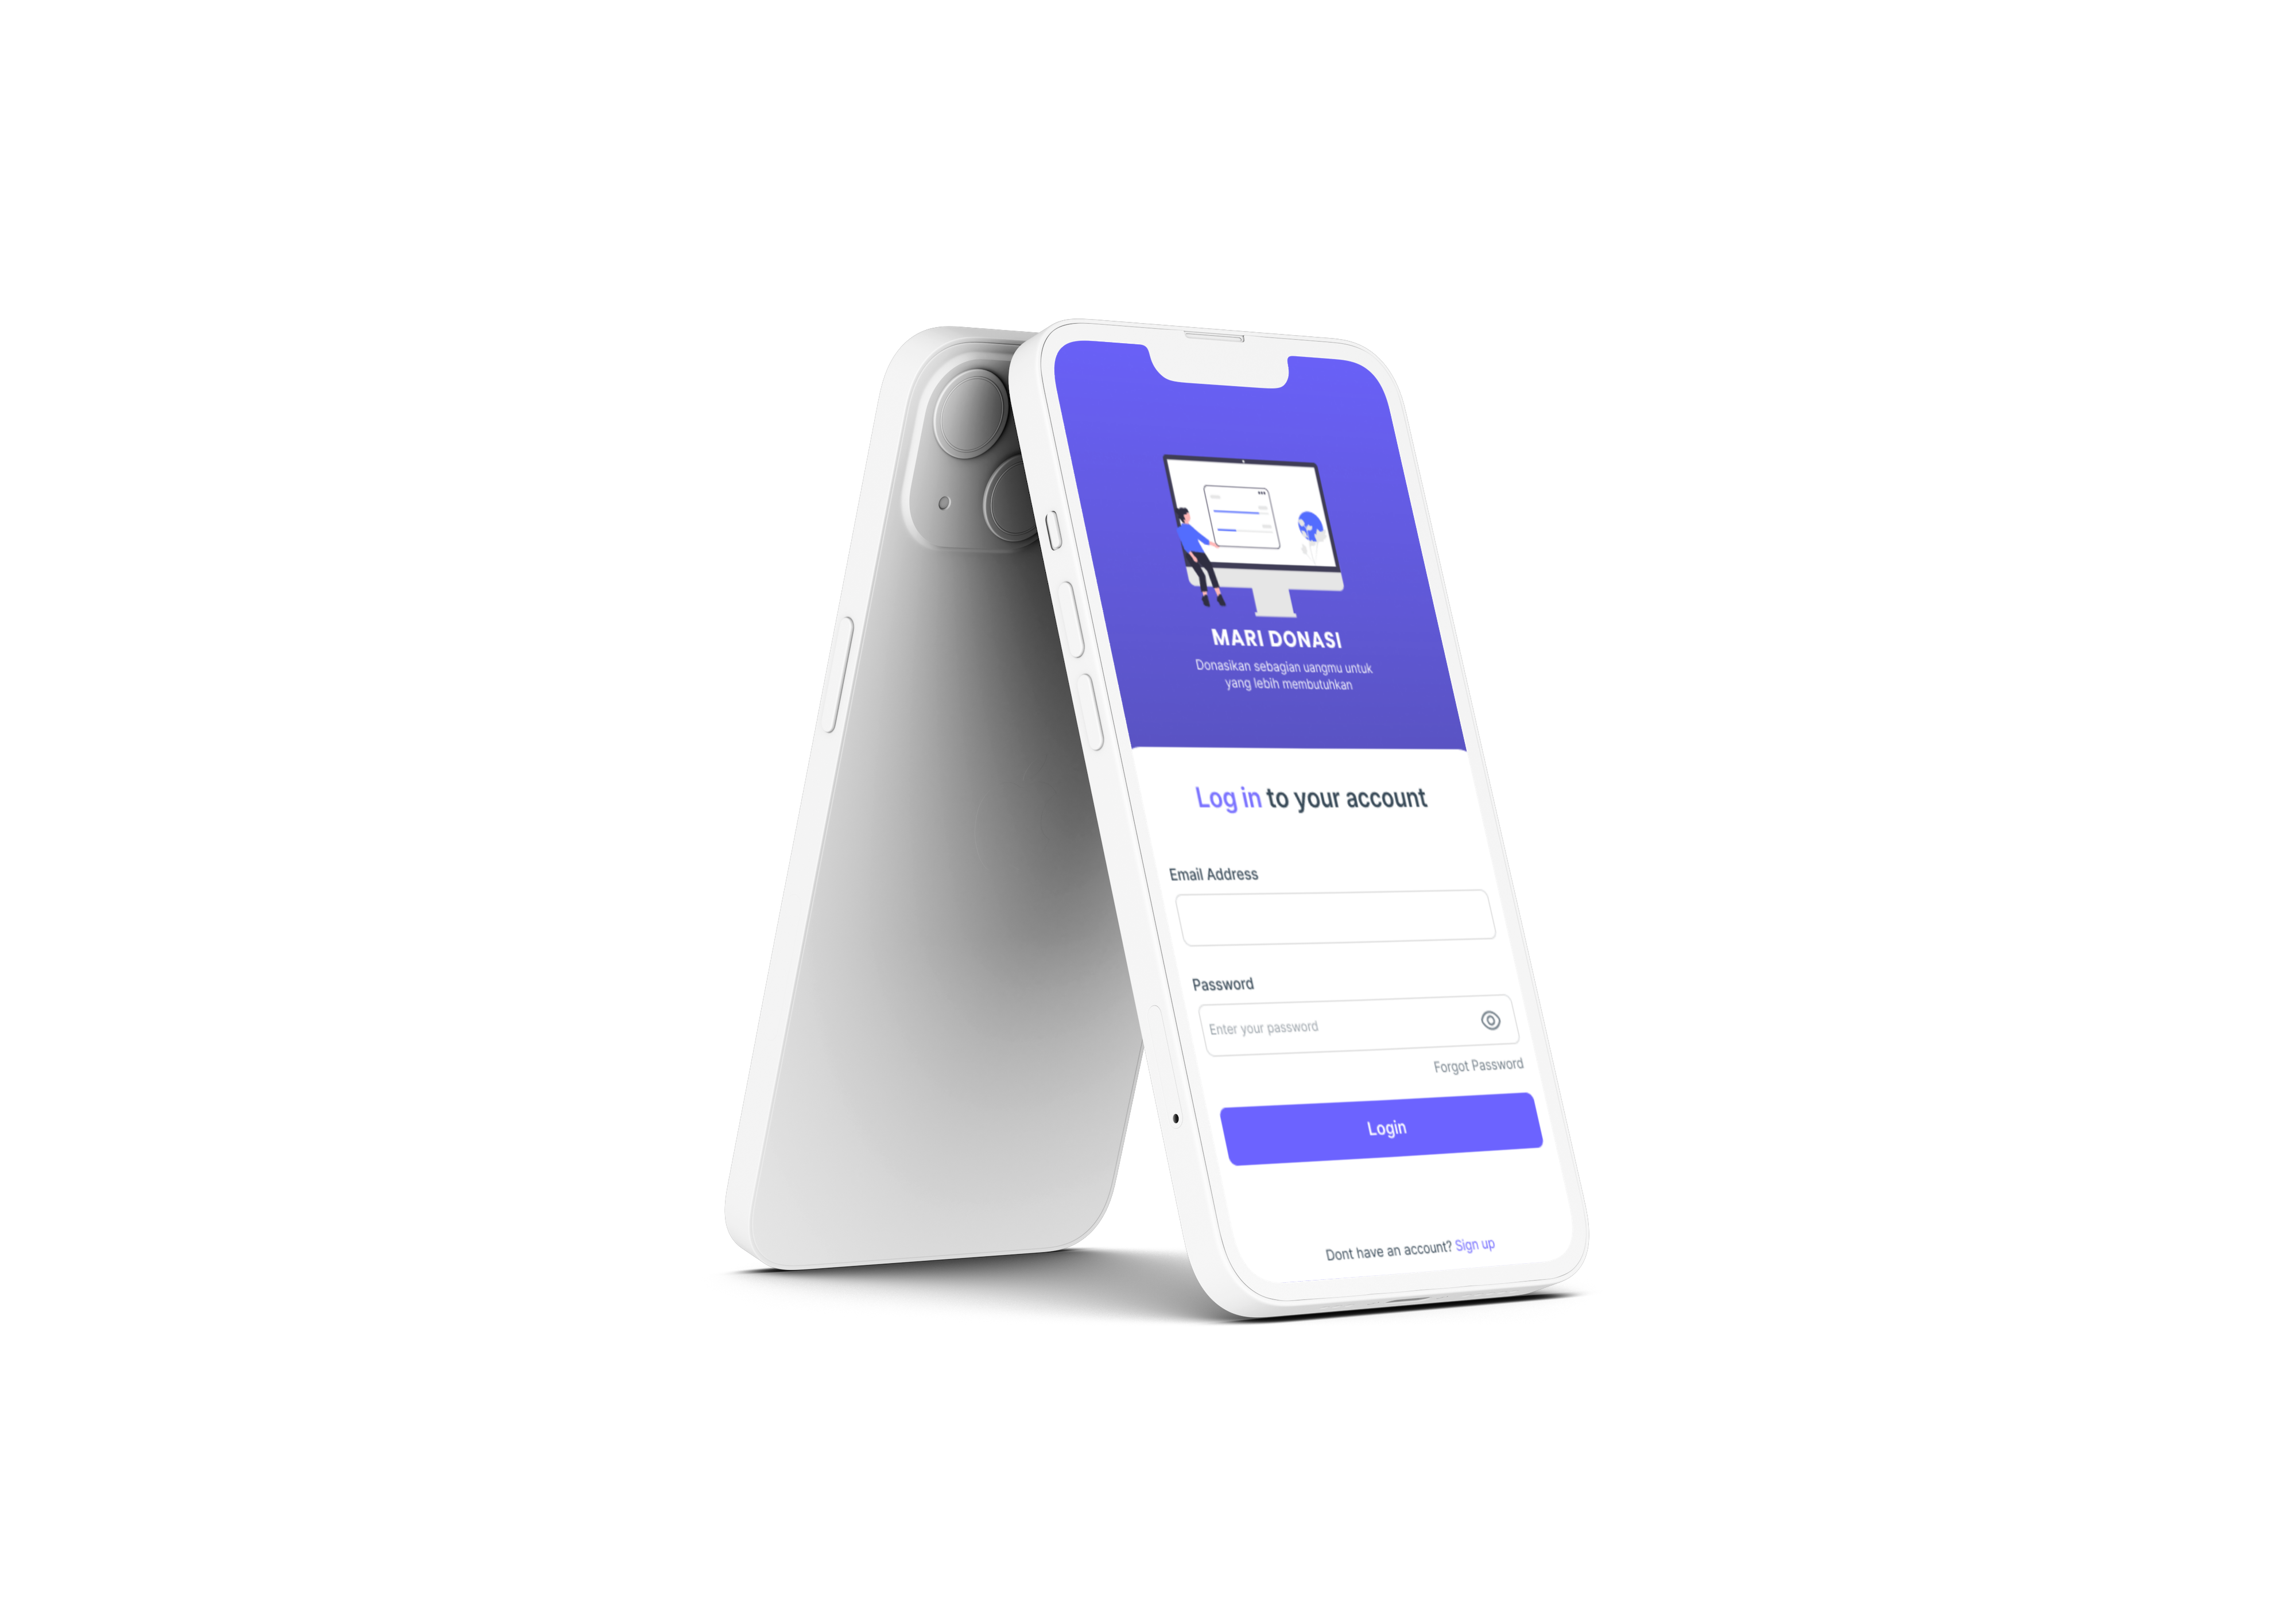 MARI DONASI
Donasikan sebagian uangmu untuk
yang lebih membutuhkan
Log in to your account
Email Address
Password
Enter your password
Forgot Password
Login
Dont have an account? Sign up